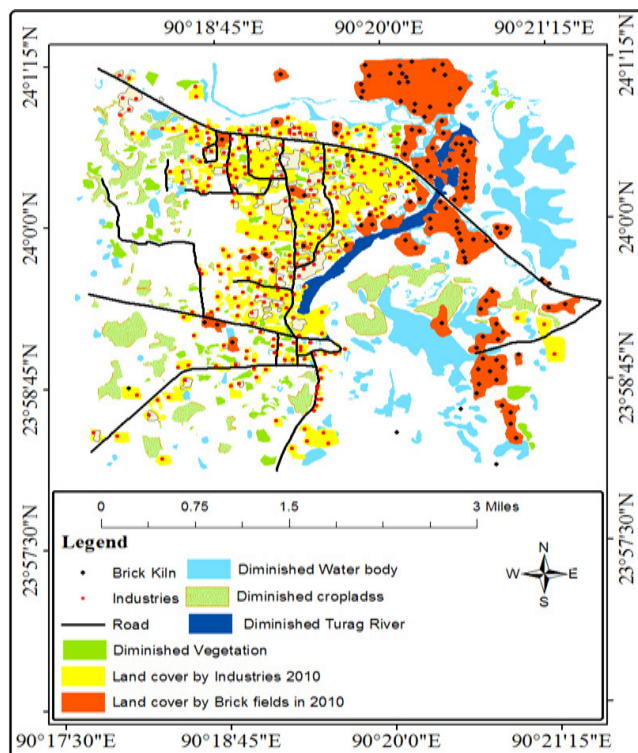 90°18'45"E 90°20'0"E 90°21'15"E
24°1'15"N 24°1'15"N
24°0'0"N 24°0'0"N
23°58'45"N 23°58'45"N
23°57'30"N 23°57'30"N
0 0.75 1.5 3 Miles
Legend
Brick Kiln Diminished Water body
Industries Diminished cropladss
Road Diminished Turag River
Diminished Vegetation
Land cover by Industries 2010
Land cover by Brick fields in 2010
N
W E
S
90°17'30"E 90°18'45"E 90°20'0"E 90°21'15"E